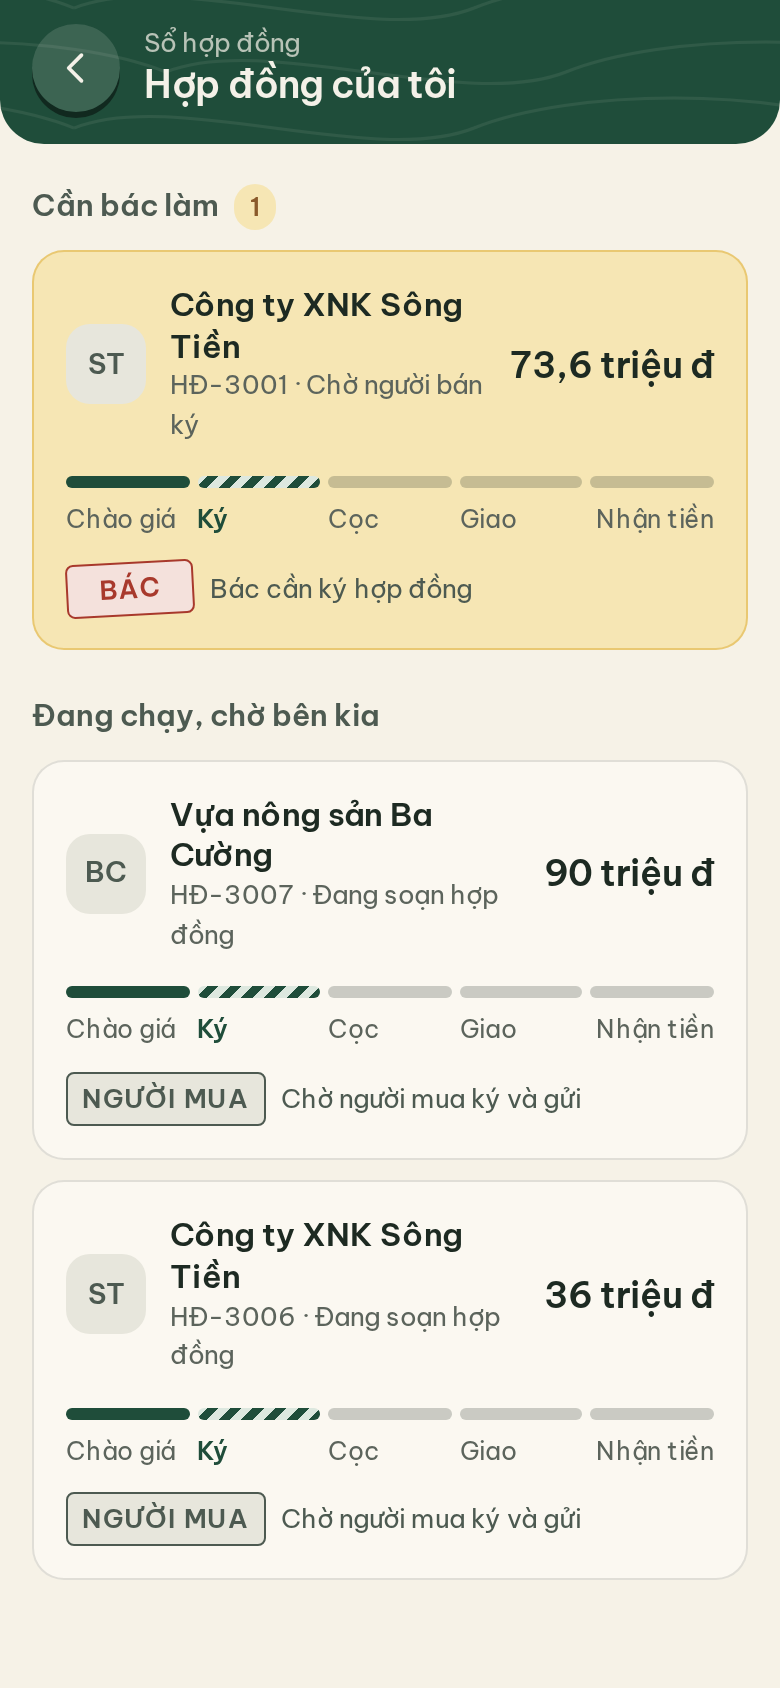 Sổ hợp đồng
Hợp đồng của tôi
Cần bác làm 1
Công ty XNK Sông
Tiền
HĐ-3001 · Chờ người bán
ký
ST
73,6 triệu đ
Chào giá Ký Cọc Giao Nhận tiền
BÁC Bác cần ký hợp đồng
Đang chạy, chờ bên kia
Vựa nông sản Ba
Cường
HĐ-3007 · Đang soạn hợp
đồng
BC
90 triệu đ
Chào giá Ký Cọc Giao Nhận tiền
NGƯỜI MUA Chờ người mua ký và gửi
Công ty XNK Sông
Tiền
HĐ-3006 · Đang soạn hợp
đồng
ST
36 triệu đ
Chào giá Ký Cọc Giao Nhận tiền
NGƯỜI MUA Chờ người mua ký và gửi